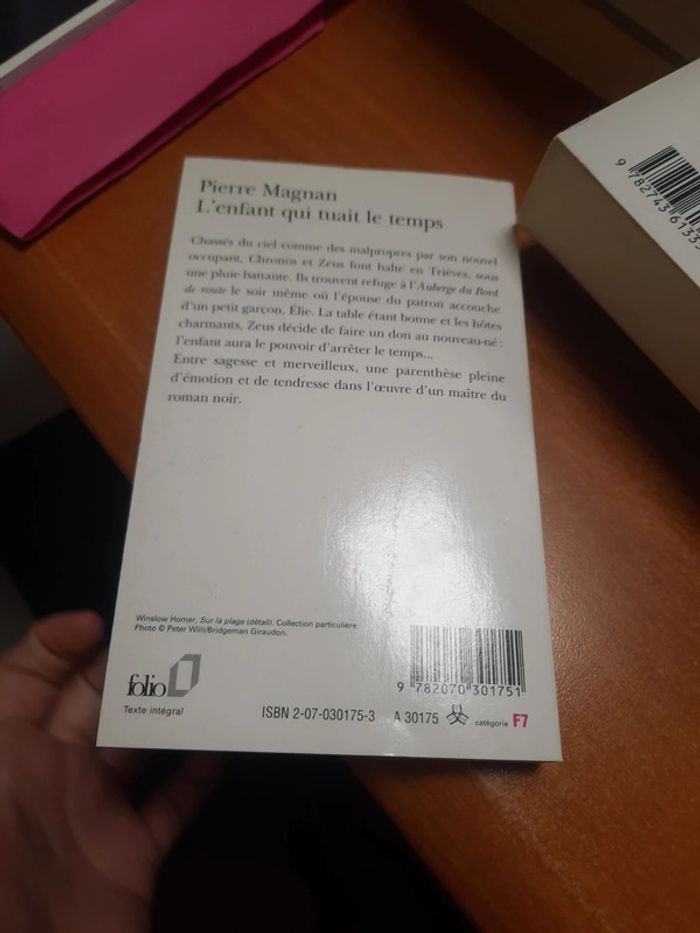 Pierre Magnan
L'enfant qui tuait le temps
Chassés du ciel comme des malpropres par son nouvel
occupant, Chronos et Zeus font halte en Trièves, sous
une pluie battante. Ils trouvent refuge à l'Auberge du Bord
de route le soir même où l'épouse du patron accouche
d'un petit garçon, Élie. La table étant bonne et les hôtes
charmants, Zeus décide de faire un don au nouveau-né :
l'enfant aura le pouvoir d'arrêter le temps...
Entre sagesse et merveilleux, une parenthèse pleine
d'émotion et de tendresse dans l'œuvre d'un maître du
roman noir.
Winslow Homer, Sur la plage (détail). Collection particulière.
Photo © Peter Willi/Bridgeman Giraudon.
folio
Texte intégral
9 782070 301751
ISBN 2-07-030175-3 A 30175 catégorie F7
9 782743 61333